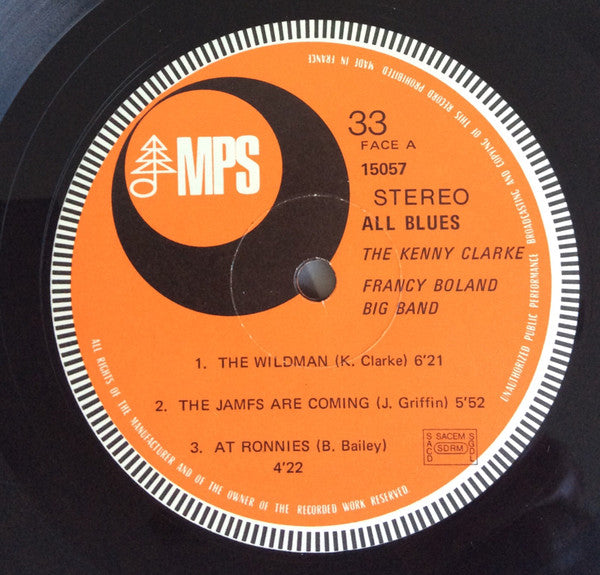 MPS
33
FACE A
15057
STEREO
ALL BLUES
THE KENNY CLARKE
FRANCY BOLAND
BIG BAND
1. THE WILDMAN (K. Clarke) 6'21
2. THE JAMFS ARE COMING (J. Griffin) 5'52
3. AT RONNIES (B. Bailey)
4'22
SACD
SACEM
SDRM
SGDL
ALL RIGHTS OF THE MANUFACTURER AND OF THE OWNER OF THE RECORDED WORK RESERVED.
UNAUTHORIZED PUBLIC PERFORMANCE BROADCASTING AND COPYING OF THIS RECORD PROHIBITED MADE IN FRANCE